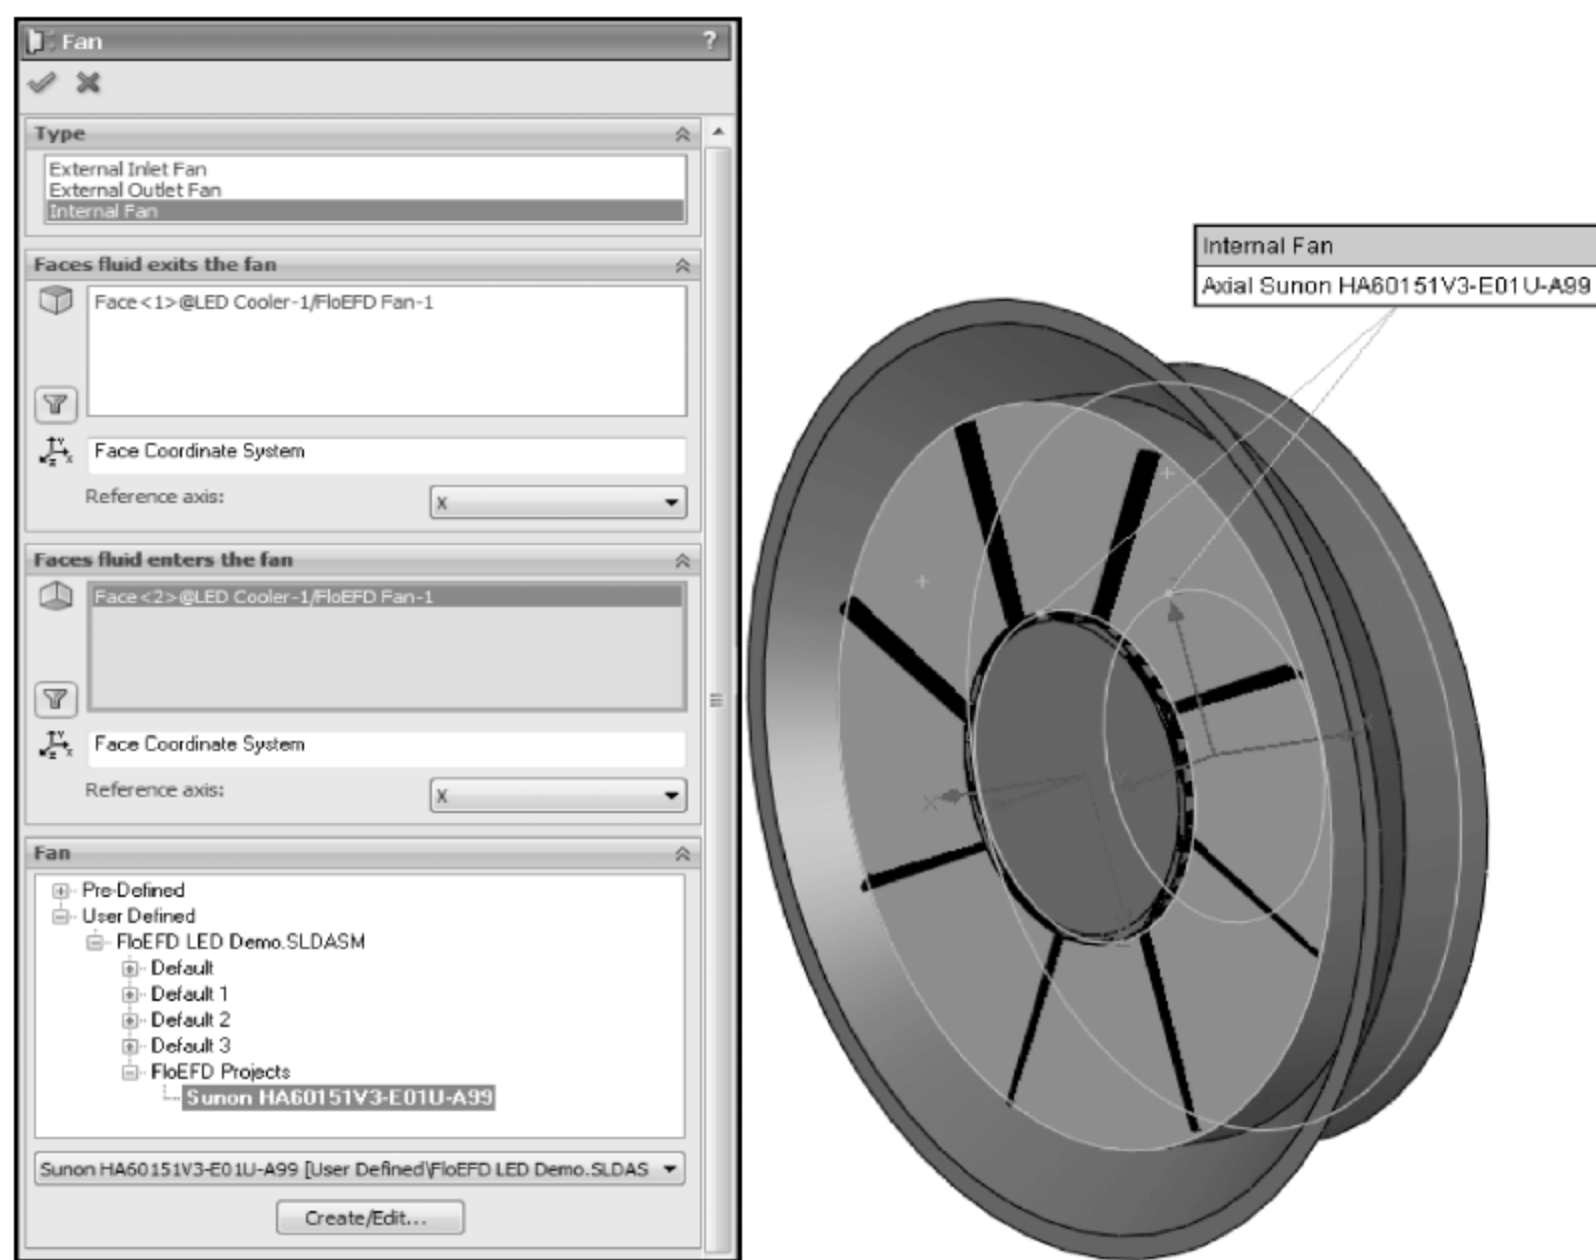 Fan
?
Type
External Inlet Fan
External Outlet Fan
Internal Fan
Faces fluid exits the fan
Face<1>@LED Cooler-1/FloEFD Fan-1
Face Coordinate System
Reference axis:
X
Faces fluid enters the fan
Face<2>@LED Cooler-1/FloEFD Fan-1
Face Coordinate System
Reference axis:
X
Fan
Pre-Defined
User Defined
FloEFD LED Demo.SLDASM
Default
Default 1
Default 2
Default 3
FloEFD Projects
Sunon HA60151V3-E01U-A99
Sunon HA60151V3-E01U-A99 [User Defined\FloEFD LED Demo.SLDAS
Create/Edit...
Internal Fan
Axial Sunon HA60151V3-E01U-A99
X